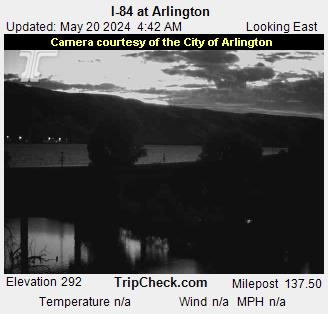 I-84 at Arlington
Updated: May 20 2024 4:42 AM Looking East
Camera courtesy of the City of Arlington
Elevation 292 TripCheck.com Milepost 137.50
Temperature n/a Wind n/a MPH n/a